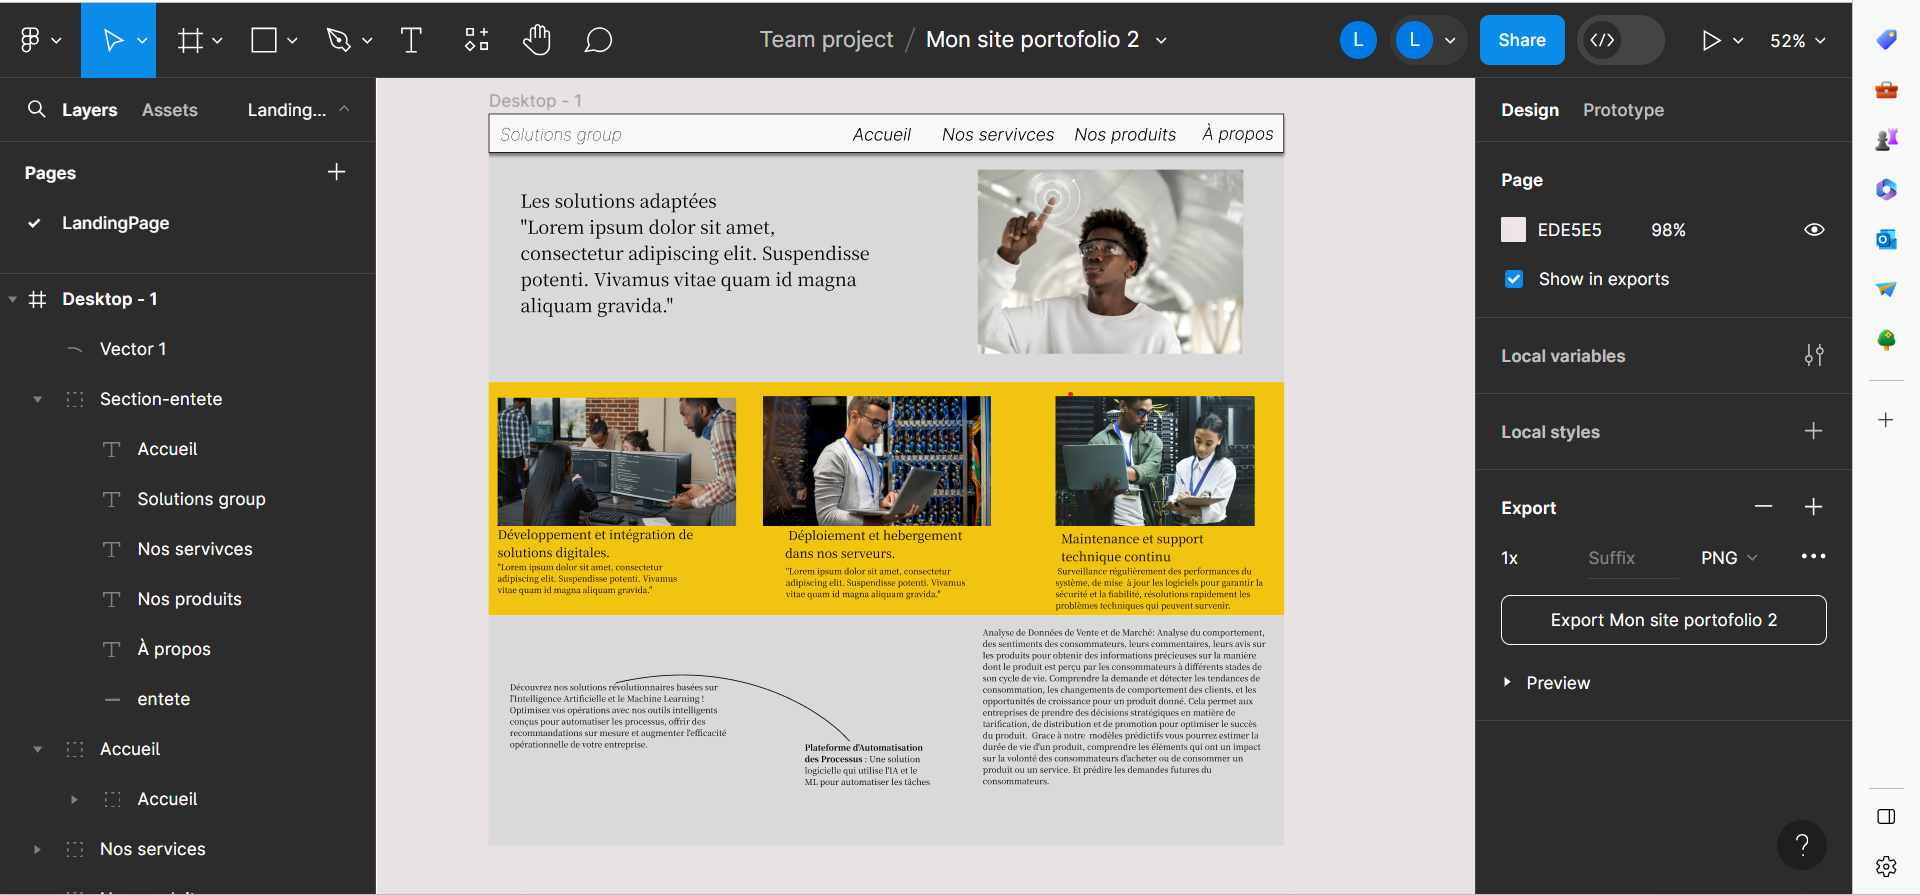 Team project / Mon site portofolio 2
L
L
Share
52%
Layers
Assets
Landing...
Pages
LandingPage
Desktop - 1
Vector 1
Section-entete
Accueil
Solutions group
Nos servivces
Nos produits
À propos
entete
Accueil
Accueil
Nos services
Desktop - 1
Solutions group
Accueil
Nos servivces
Nos produits
À propos
Les solutions adaptées
"Lorem ipsum dolor sit amet,
consectetur adipiscing elit. Suspendisse
potenti. Vivamus vitae quam id magna
aliquam gravida."
Développement et intégration de
solutions digitales.
"Lorem ipsum dolor sit amet, consectetur
adipiscing elit. Suspendisse potenti. Vivamus
vitae quam id magna aliquam gravida."
Déploiement et hebergement
dans nos serveurs.
"Lorem ipsum dolor sit amet, consectetur
adipiscing elit. Suspendisse potenti. Vivamus
vitae quam id magna aliquam gravida."
Maintenance et support
technique continu
Surveillance régulièrement des performances du
système, de mise à jour les logiciels pour garantir la
sécurité et la fiabilité, résolutions rapidement les
problèmes techniques qui peuvent survenir.
Découvrez nos solutions révolutionnaires basées sur
l'Intelligence Artificielle et le Machine Learning !
Optimisez vos opérations avec nos outils intelligents
conçus pour automatiser les processus, offrir des
recommandations sur mesure et augmenter l'efficacité
opérationnelle de votre entreprise.
Plateforme d'Automatisation
des Processus : Une solution
logicielle qui utilise l'IA et le
ML pour automatiser les tâches
Analyse de Données de Vente et de Marché: Analyse du comportement,
des sentiments des consommateurs, leurs commentaires, leurs avis sur
les produits pour obtenir des informations précieuses sur la manière
dont le produit est perçu par les consommateurs à différents stades de
son cycle de vie. Comprendre la demande et détecter les tendances de
consommation, les changements de comportement des clients, et les
opportunités de croissance pour un produit donné. Cela permet aux
entreprises de prendre des décisions stratégiques en matière de
tarification, de distribution et de promotion pour optimiser le succès
du produit. Grace à notre modèles prédictifs vous pourrez estimer la
durée de vie d'un produit, comprendre les éléments qui ont un impact
sur la volonté des consommateurs d'acheter ou de consommer un
produit ou un service. Et prédire les demandes futures du
consommateurs.
Design
Prototype
Page
EDE5E5
98%
Show in exports
Local variables
Local styles
Export
1x
Suffix
PNG
Export Mon site portofolio 2
Preview
?